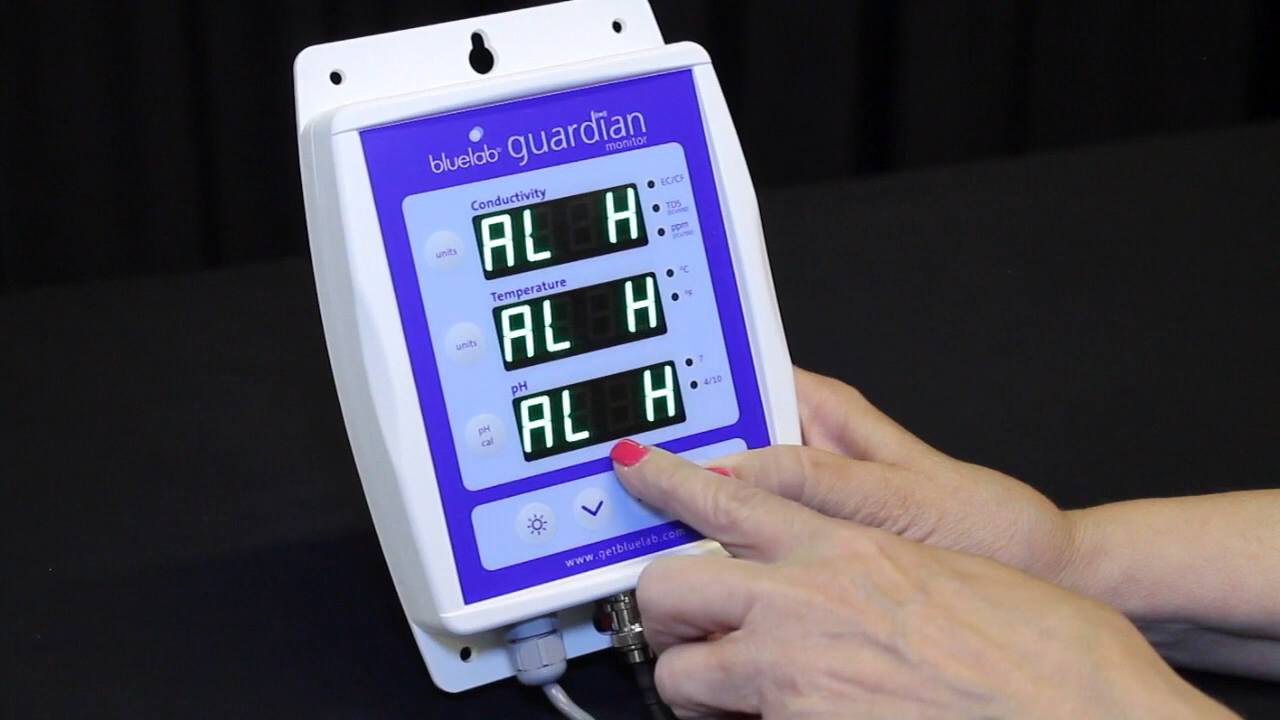 bluelab® guardian
monitor
Conductivity
units
AL H
EC/CF
TDS
ppm
Temperature
units
AL H
°C
°F
pH
pH
cal
AL H
7
4/10
www.getbluelab.com